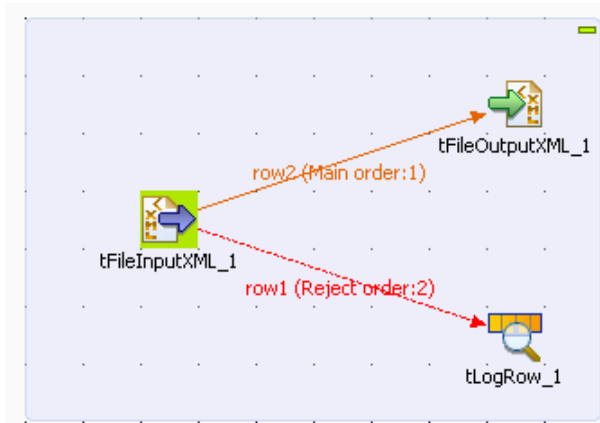 tFileOutputXML_1
row2 (Main order:1)
tFileInputXML_1
row1 (Reject order:2)
tLogRow_1